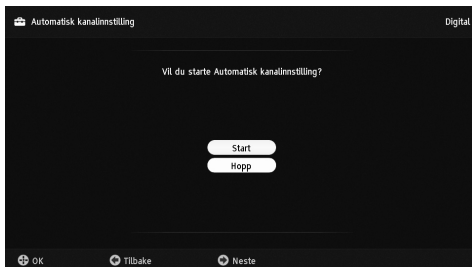 Automatisk kanalinnstilling
Digital
Vil du starte Automatisk kanalinnstilling?
Start
Hopp
OK Tilbake Neste